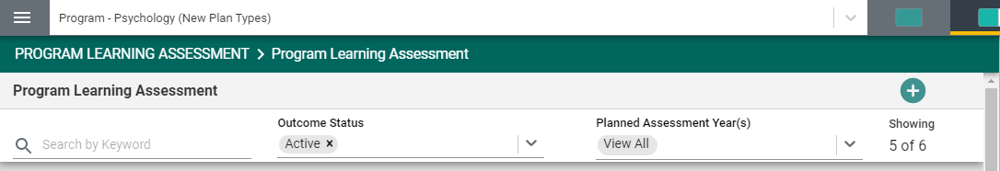 Program - Psychology (New Plan Types)
PROGRAM LEARNING ASSESSMENT > Program Learning Assessment
Program Learning Assessment
Outcome Status
Planned Assessment Year(s)
Showing
Search by Keyword
Active ×
View All
5 of 6